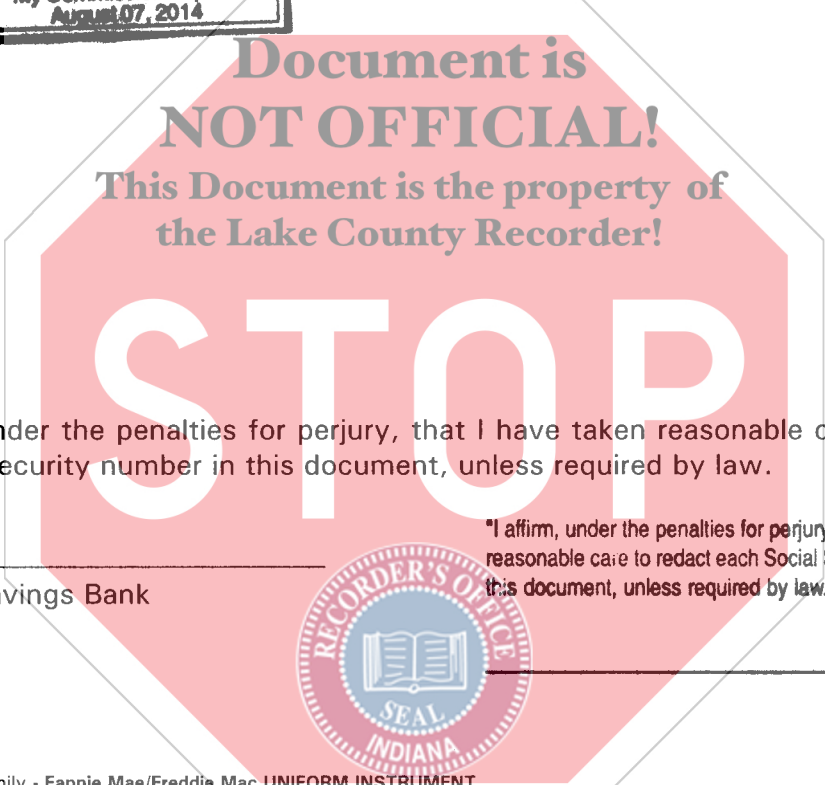 August 07, 2014
Document is
NOT OFFICIAL!
This Document is the property of
the Lake County Recorder!
STOP
nder the penalties for perjury, that I have taken reasonable c
ecurity number in this document, unless required by law.
"I affirm, under the penalties for perjury
reasonable care to redact each Social
this document, unless required by law.
vings Bank
RECORDER'S OFFICE
SEAL
INDIANA
nily - Fannie Mae/Freddie Mac UNIFORM INSTRUMENT